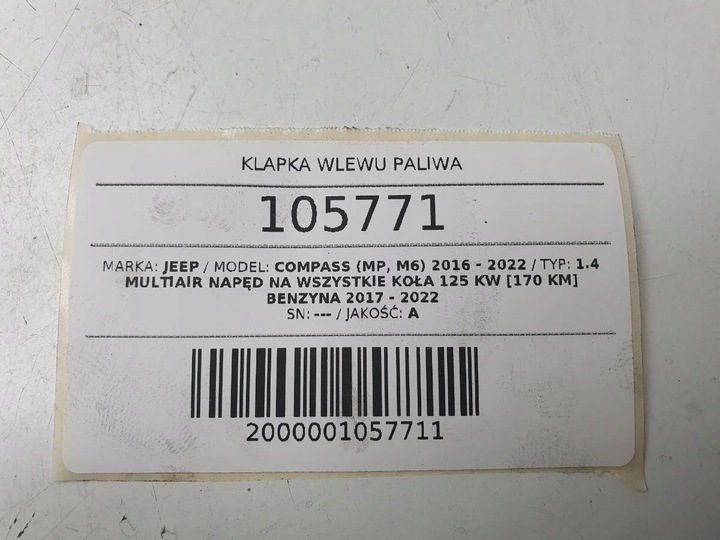 KLAPKA WLEWU PALIWA
105771
MARKA: JEEP / MODEL: COMPASS (MP, M6) 2016 - 2022 / TYP: 1.4
MULTIAIR NAPĘD NA WSZYSTKIE KOŁA 125 KW [170 KM]
BENZYNA 2017 - 2022
SN: --- / JAKOŚĆ: A
2000001057711